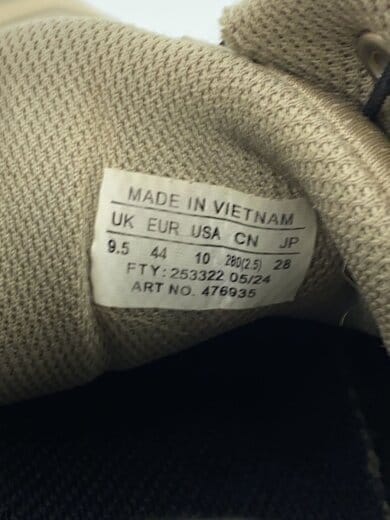 MADE IN VIETNAM
UK EUR USA CN JP
9.5 44 10 280(2.5) 28
FTY: 253322 05/24
ART NO. 476935